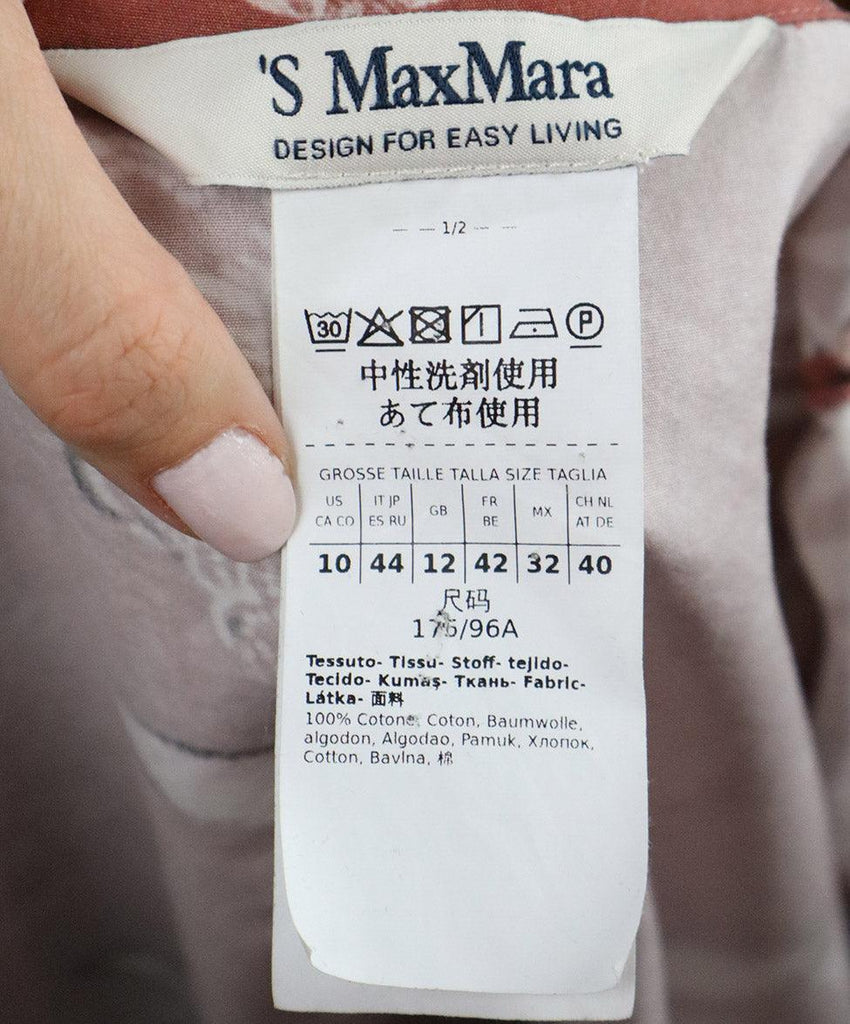 'S MaxMara
DESIGN FOR EASY LIVING
1/2
30
P
中性洗剤使用
あて布使用
GROSSE TAILLE TALLA SIZE TAGLIA
US CA CO | IT JP ES RU | GB | FR BE | MX | CH NL AT DE
10 | 44 | 12 | 42 | 32 | 40
尺码
175/96A
Tessuto- Tissu- Stoff- tejido-
Tecido- Kumaş- Ткань- Fabric-
Látka- 面料
100% Cotone, Coton, Baumwolle,
algodon, Algodao, Pamuk, Хлопок,
Cotton, Bavlna, 棉